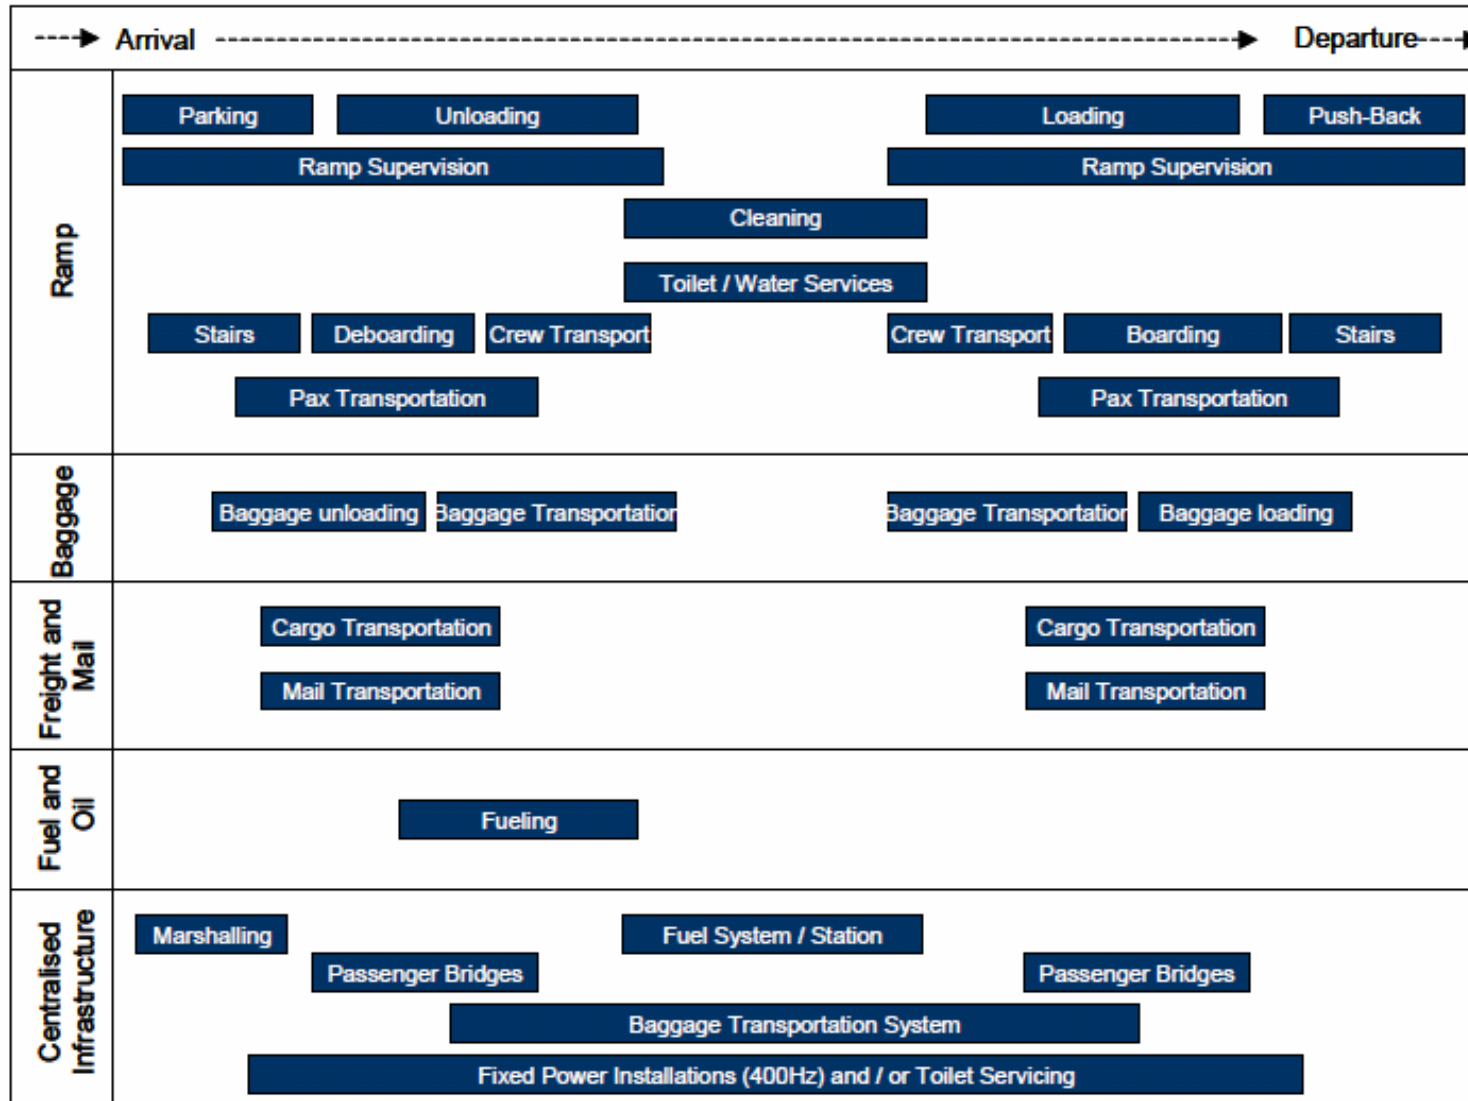 Arrival Departure
Ramp
Parking Unloading Loading Push-Back
Ramp Supervision Ramp Supervision
Cleaning
Toilet / Water Services
Stairs Deboarding Crew Transport Crew Transport Boarding Stairs
Pax Transportation Pax Transportation
Baggage
Baggage unloading Baggage Transportation Baggage Transportation Baggage loading
Freight and
Mail
Cargo Transportation Cargo Transportation
Mail Transportation Mail Transportation
Fuel and
Oil
Fueling
Centralised
Infrastructure
Marshalling Fuel System / Station
Passenger Bridges Passenger Bridges
Baggage Transportation System
Fixed Power Installations (400Hz) and / or Toilet Servicing